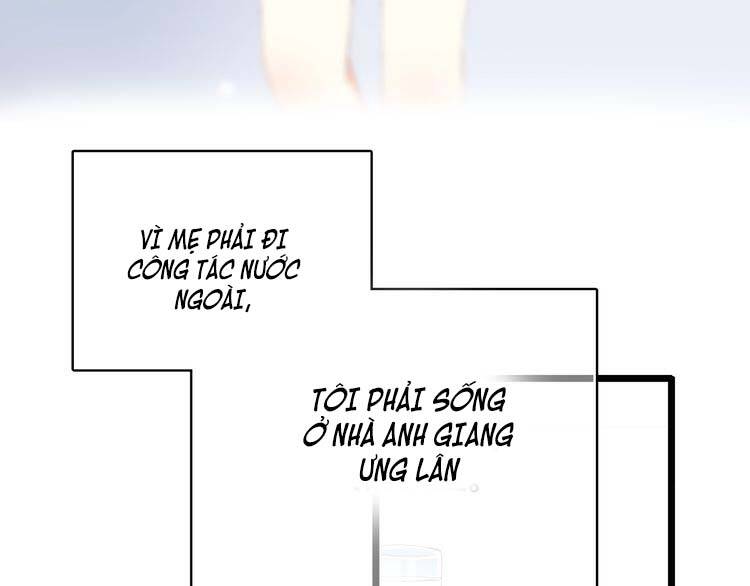 VÌ MẸ PHẢI ĐI
CÔNG TÁC NƯỚC
NGOÀI,
TÔI PHẢI SỐNG
Ở NHÀ ANH GIANG
ƯNG LÂN